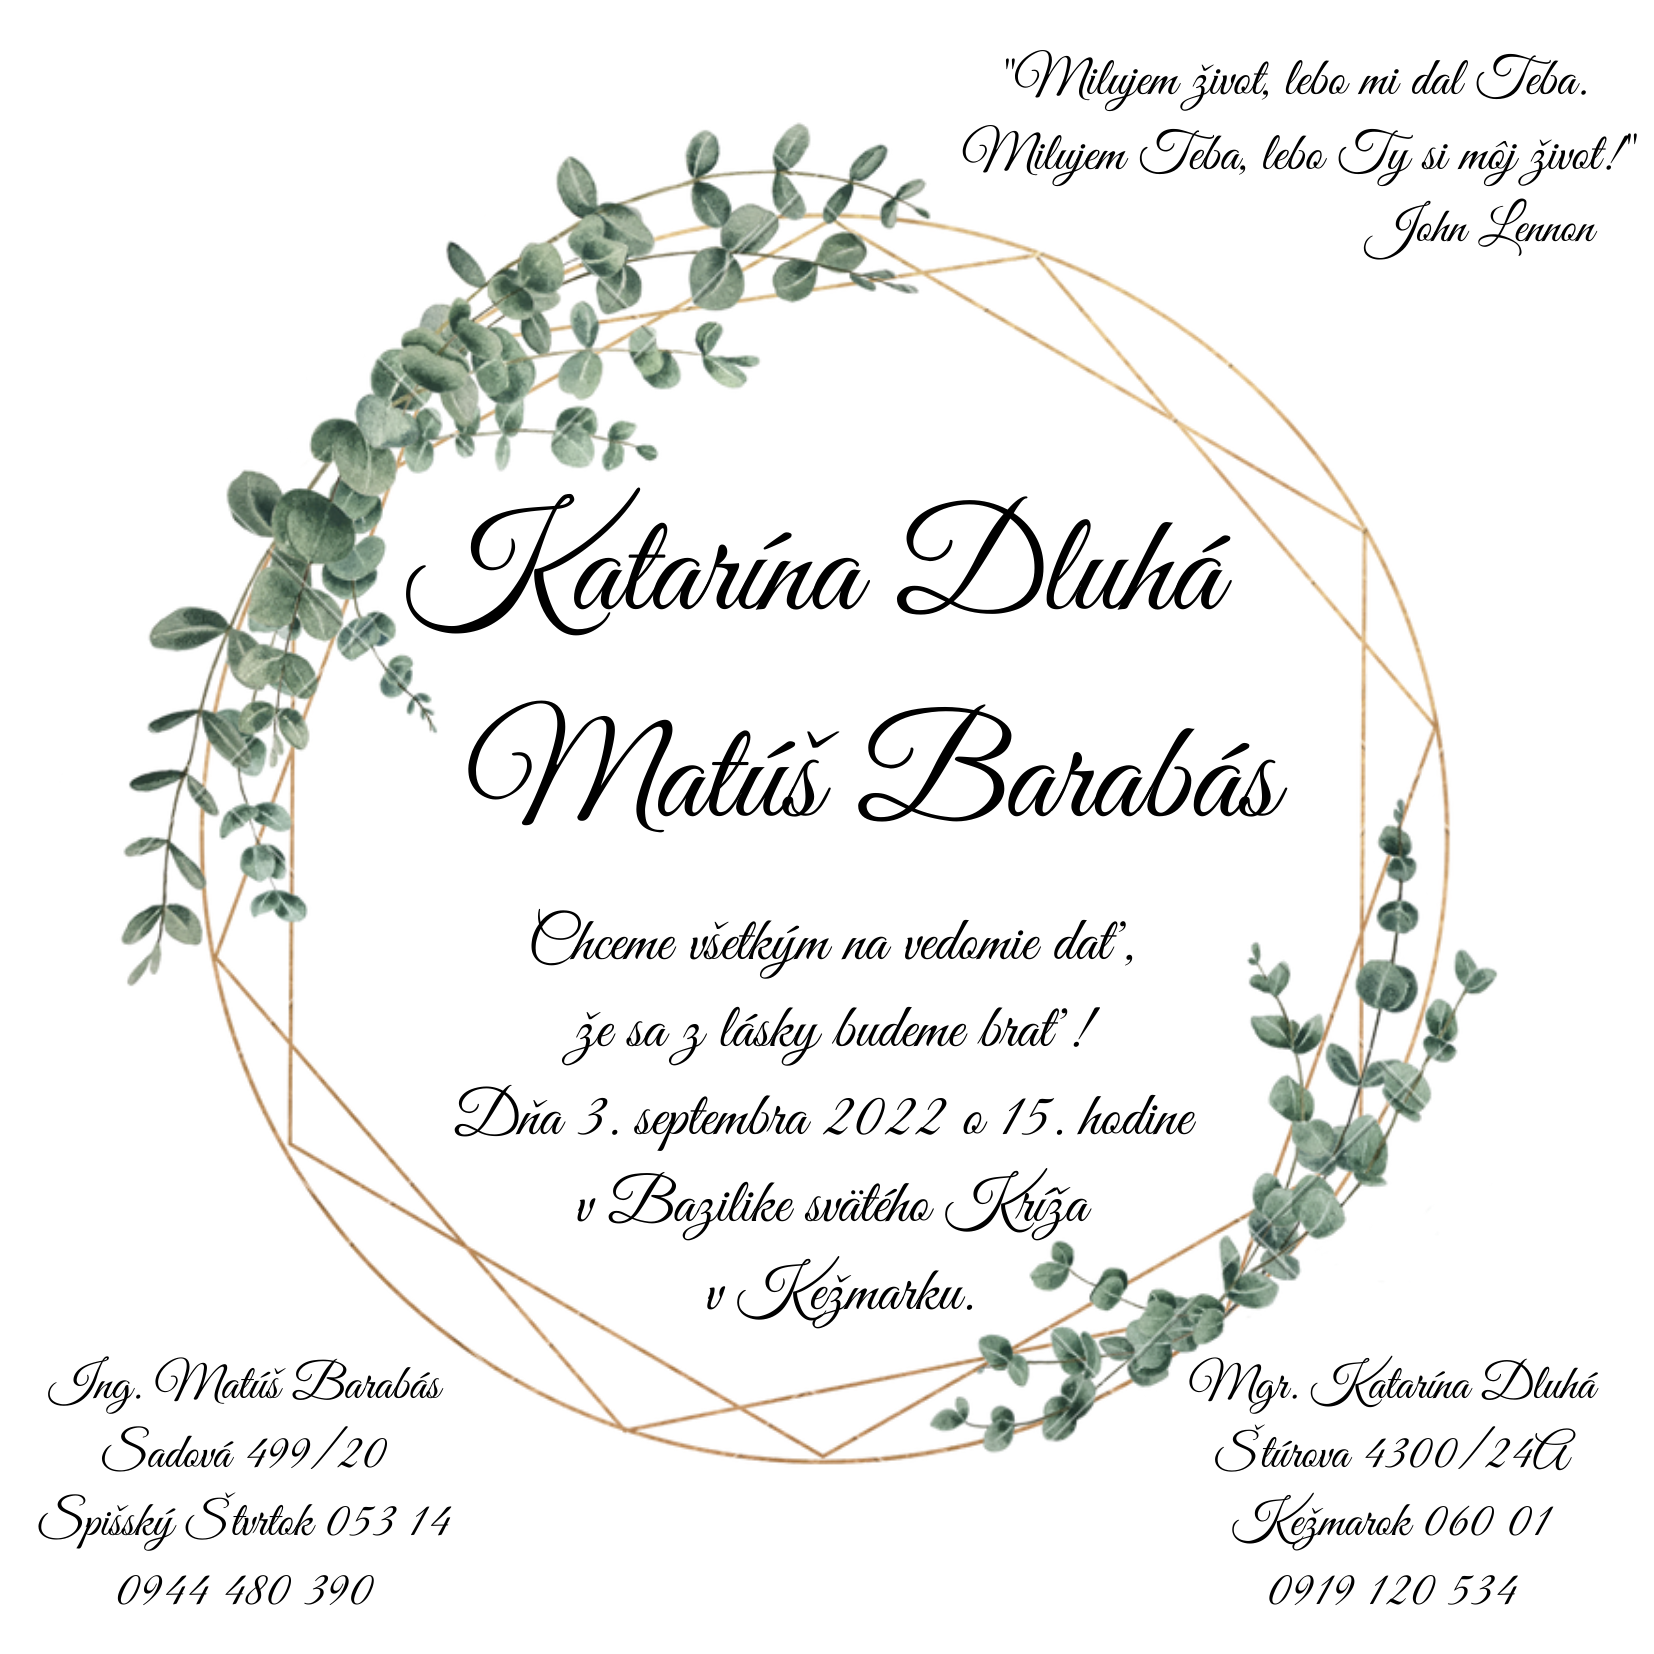 "Milujem život, lebo mi dal Teba.
Milujem Teba, lebo Ty si môj život!"
John Lennon
Katarína Dluhá
Matúš Barabás
Chceme všetkým na vedomie dať,
že sa z lásky budeme brať !
Dňa 3. septembra 2022 o 15. hodine
v Bazilike svätého Kríža
v Kežmarku.
Ing. Matúš Barabás
Sadová 499/20
Spišský Štvrtok 053 14
0944 480 390
Mgr. Katarína Dluhá
Štúrova 4300/24A
Kežmarok 060 01
0919 120 534